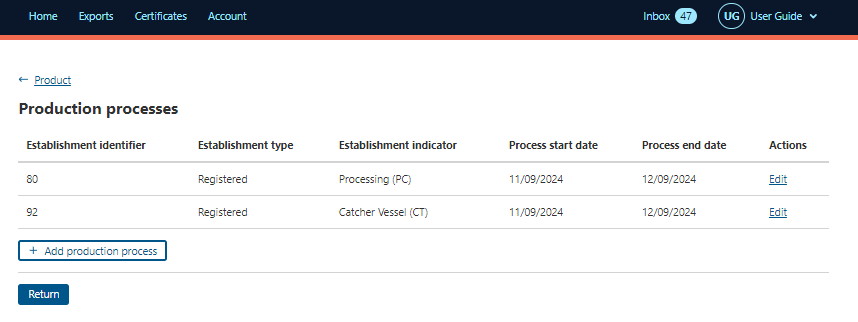 Home Exports Certificates Account Inbox 47 UG User Guide
← Product
Production processes
Establishment identifier Establishment type Establishment indicator Process start date Process end date Actions
80 Registered Processing (PC) 11/09/2024 12/09/2024 Edit
92 Registered Catcher Vessel (CT) 11/09/2024 12/09/2024 Edit
+ Add production process
Return